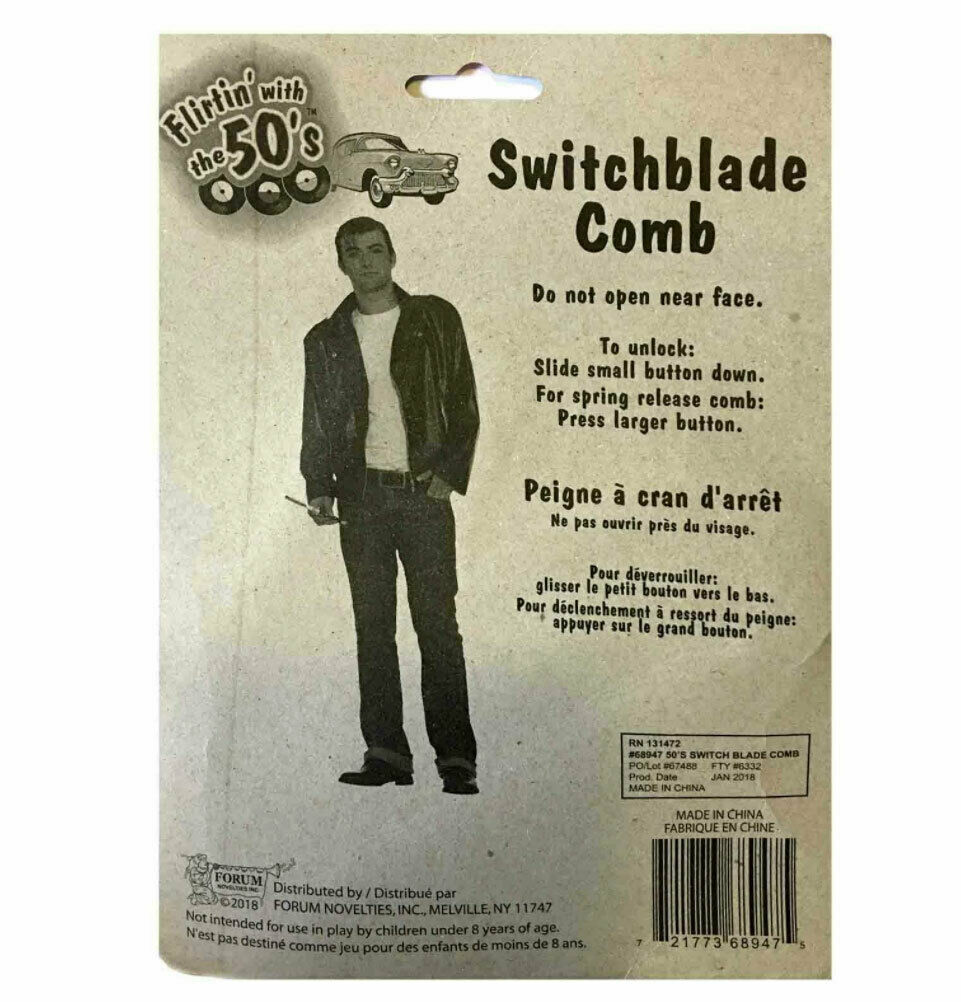 Flirtin' with
the 50's™
Switchblade
Comb
Do not open near face.
To unlock:
Slide small button down.
For spring release comb:
Press larger button.
Peigne à cran d'arrêt
Ne pas ouvrir près du visage.
Pour déverrouiller:
glisser le petit bouton vers le bas.
Pour déclenchement à ressort du peigne:
appuyer sur le grand bouton.
RN 131472
#68947 50'S SWITCH BLADE COMB
PO/Lot #67488 FTY #6332
Prod. Date JAN 2018
MADE IN CHINA
MADE IN CHINA
FABRIQUE EN CHINE
FORUM
NOVELTIES INC.
©2018
Distributed by / Distribué par
FORUM NOVELTIES, INC., MELVILLE, NY 11747
Not intended for use in play by children under 8 years of age.
N'est pas destiné comme jeu pour des enfants de moins de 8 ans.
7 21773 68947 5